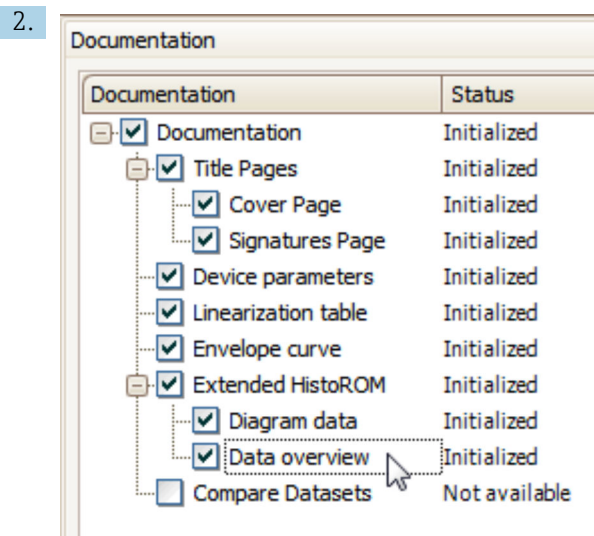 2.
Documentation
Documentation Status
Documentation Initialized
Title Pages Initialized
Cover Page Initialized
Signatures Page Initialized
Device parameters Initialized
Linearization table Initialized
Envelope curve Initialized
Extended HistoROM Initialized
Diagram data Initialized
Data overview Initialized
Compare Datasets Not available